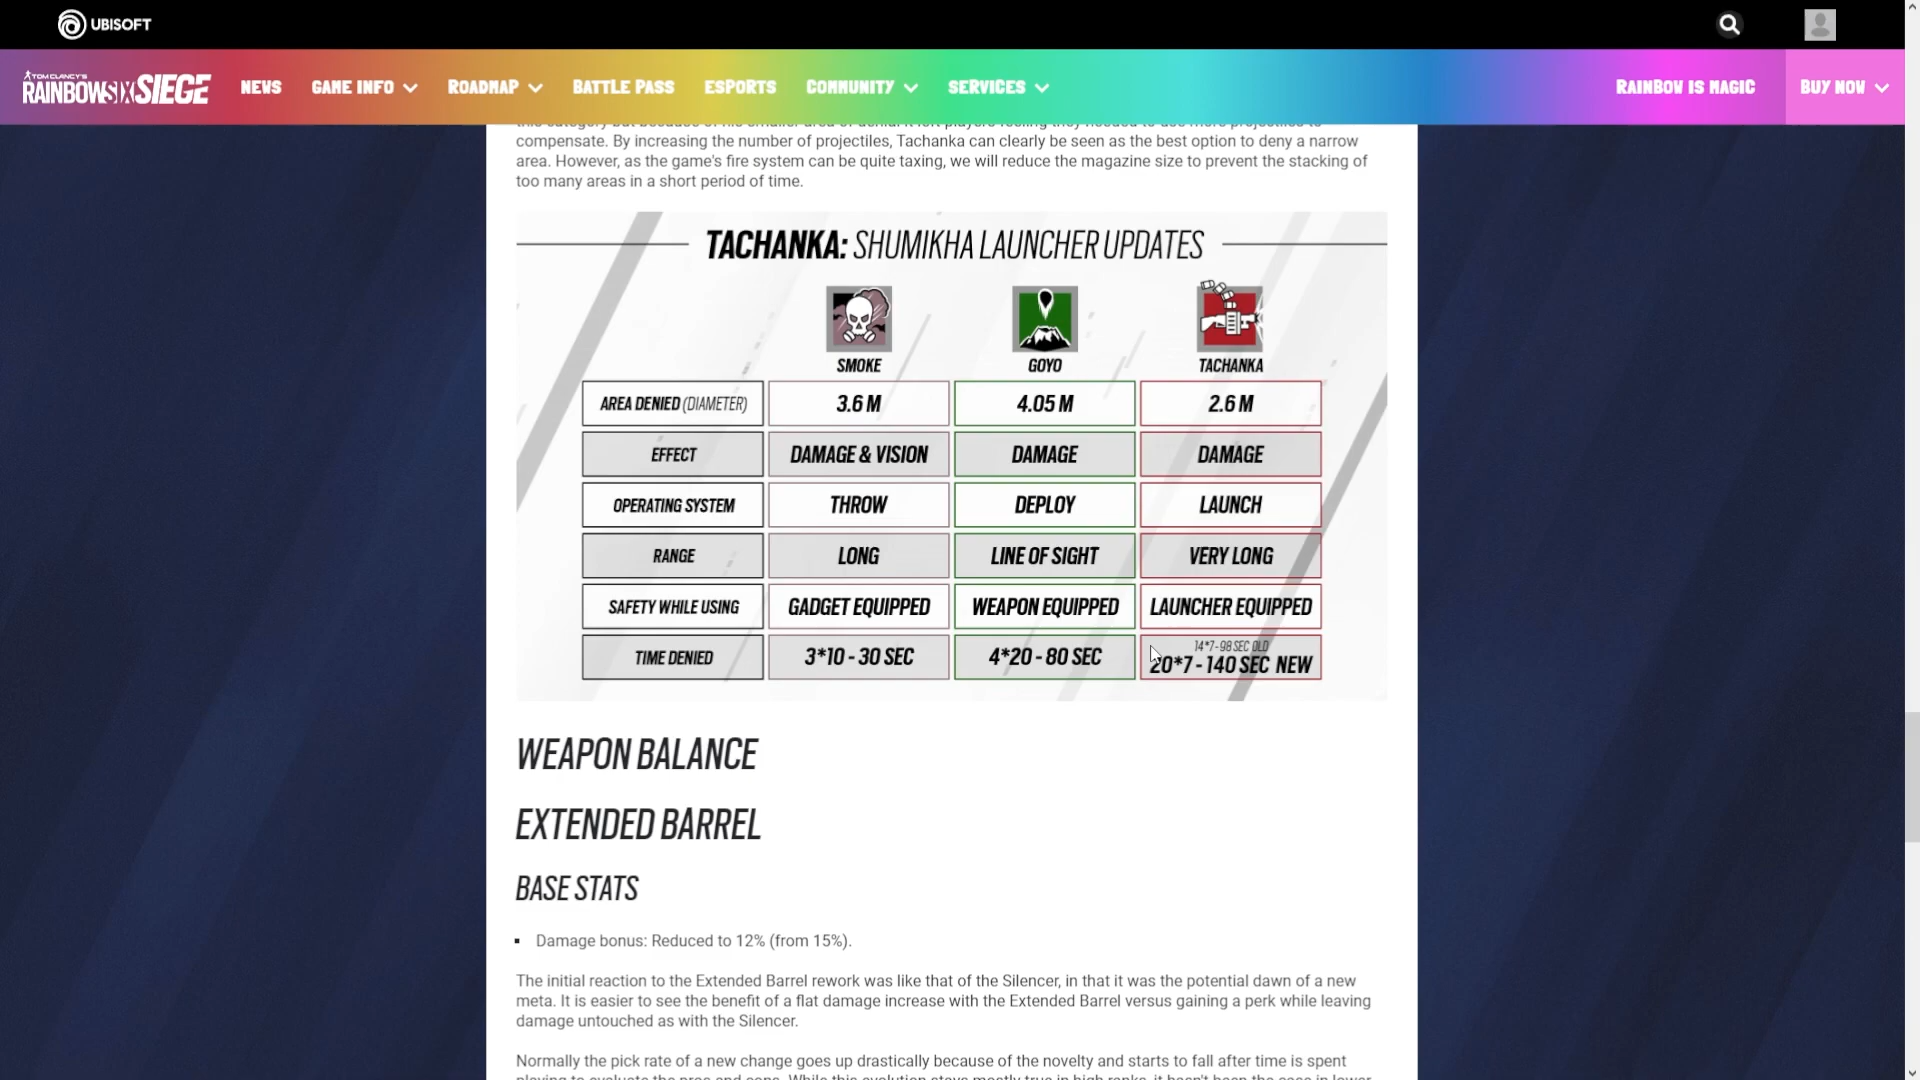 UBISOFT
TOM CLANCY'S
RAINBOWSIX SIEGE
NEWS
GAME INFO
ROADMAP
BATTLE PASS
ESPORTS
COMMUNITY
SERVICES
RAINBOW IS MAGIC
BUY NOW
compensate. By increasing the number of projectiles, Tachanka can clearly be seen as the best option to deny a narrow
area. However, as the game's fire system can be quite taxing, we will reduce the magazine size to prevent the stacking of
too many areas in a short period of time.
TACHANKA: SHUMIKHA LAUNCHER UPDATES
SMOKE GOYO TACHANKA
AREA DENIED (DIAMETER) 3.6 M 4.05 M 2.6 M
EFFECT DAMAGE & VISION DAMAGE DAMAGE
OPERATING SYSTEM THROW DEPLOY LAUNCH
RANGE LONG LINE OF SIGHT VERY LONG
SAFETY WHILE USING GADGET EQUIPPED WEAPON EQUIPPED LAUNCHER EQUIPPED
14*7-98 SEC OLD
TIME DENIED 3*10 - 30 SEC 4*20 - 80 SEC 20*7 - 140 SEC NEW
WEAPON BALANCE
EXTENDED BARREL
BASE STATS
▪ Damage bonus: Reduced to 12% (from 15%).
The initial reaction to the Extended Barrel rework was like that of the Silencer, in that it was the potential dawn of a new
meta. It is easier to see the benefit of a flat damage increase with the Extended Barrel versus gaining a perk while leaving
damage untouched as with the Silencer.
Normally the pick rate of a new change goes up drastically because of the novelty and starts to fall after time is spent